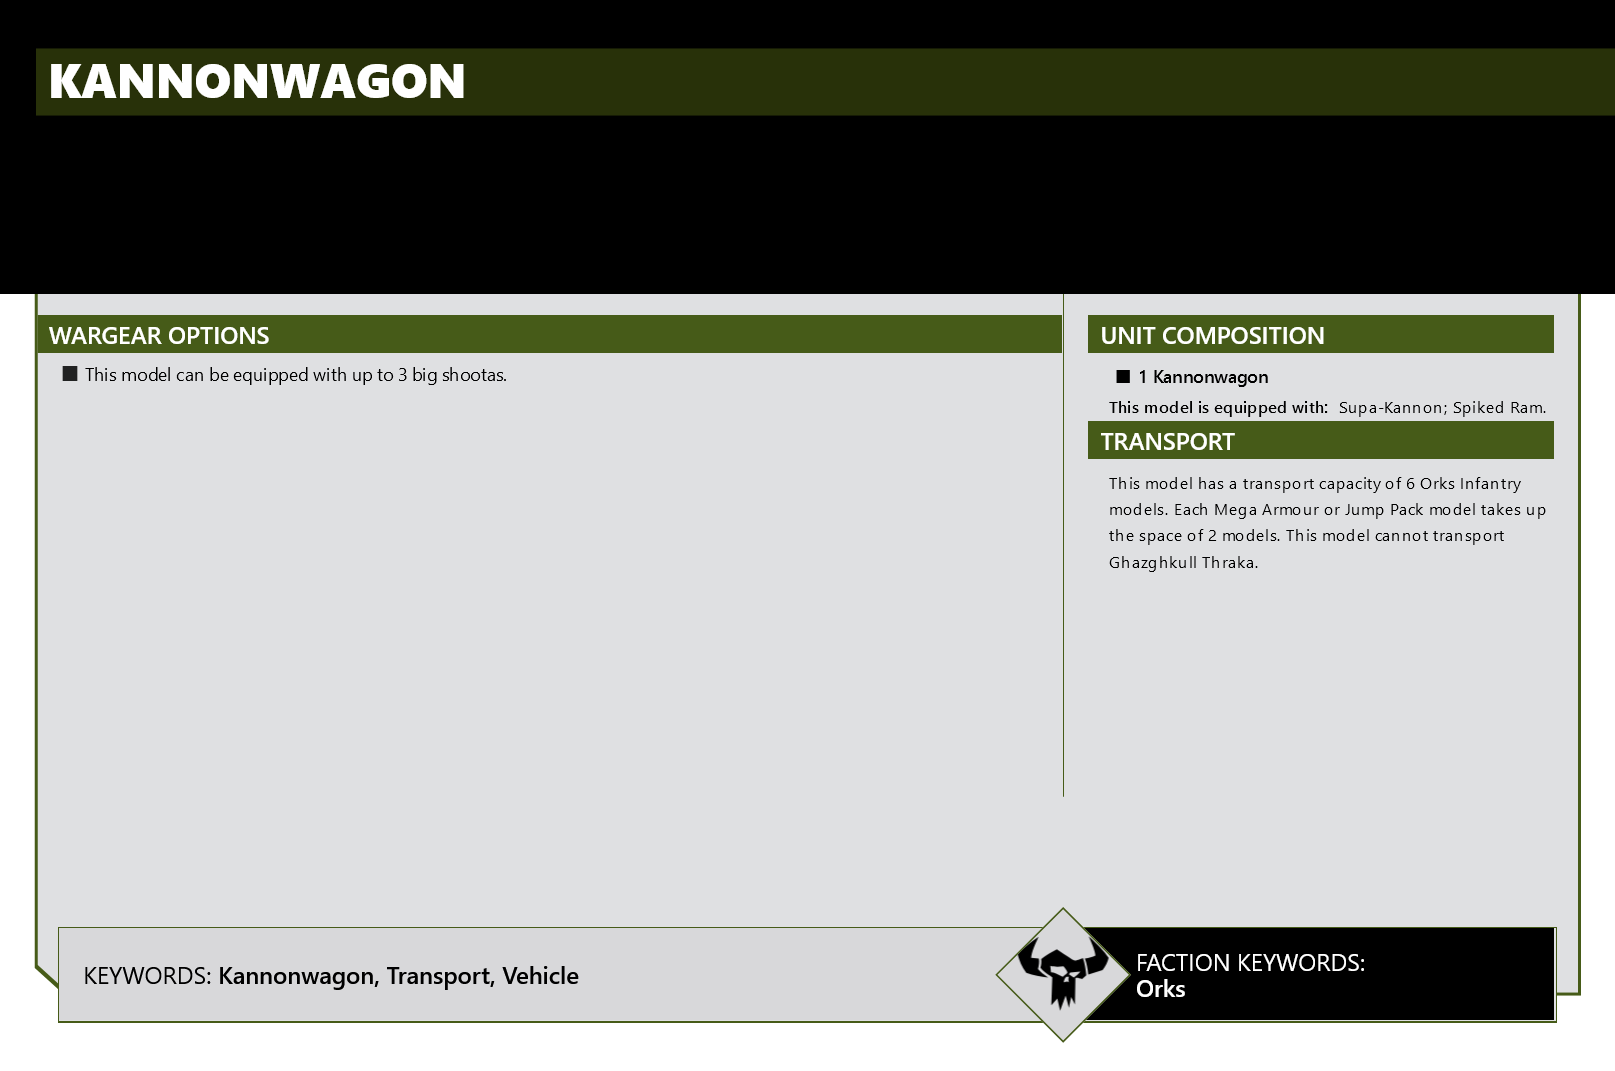 KANNONWAGON
WARGEAR OPTIONS
■ This model can be equipped with up to 3 big shootas.
UNIT COMPOSITION
■ 1 Kannonwagon
This model is equipped with: Supa-Kannon; Spiked Ram.
TRANSPORT
This model has a transport capacity of 6 Orks Infantry
models. Each Mega Armour or Jump Pack model takes up
the space of 2 models. This model cannot transport
Ghazghkull Thraka.
KEYWORDS: Kannonwagon, Transport, Vehicle
FACTION KEYWORDS:
Orks